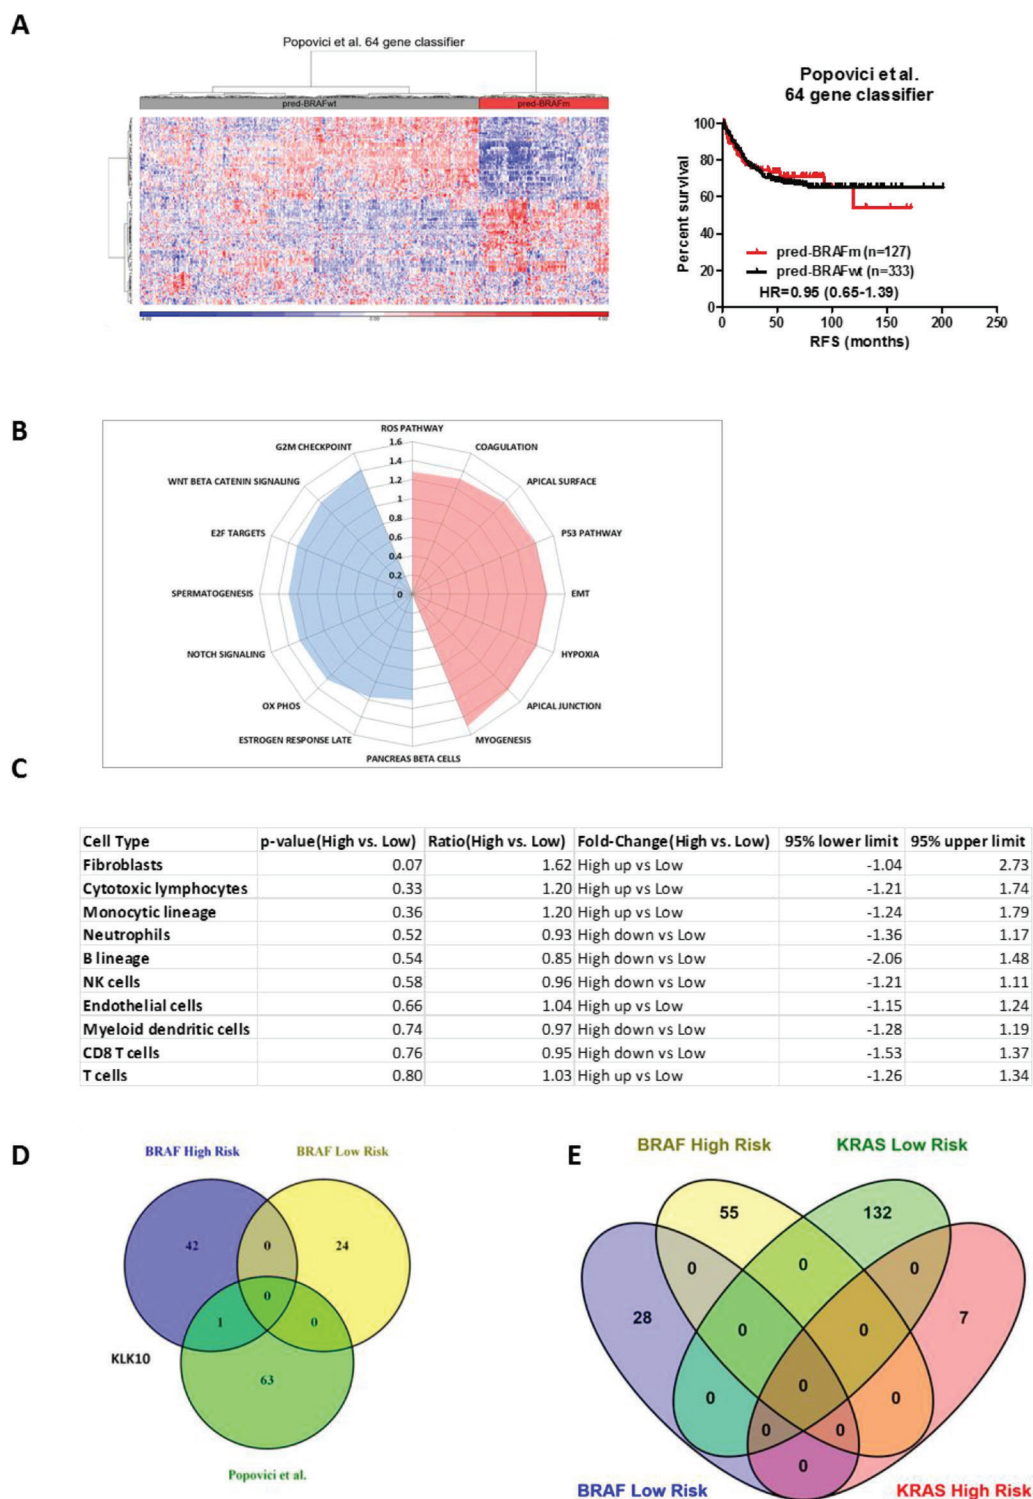 A
Popovici et al. 64 gene classifier
pred-BRAFwt
pred-BRAFm
-4.00
0.00
4.00
Popovici et al.
64 gene classifier
Percent survival
100
80
60
40
20
0
pred-BRAFm (n=127)
pred-BRAFwt (n=333)
HR=0.95 (0.65-1.39)
0 50 100 150 200 250
RFS (months)
B
ROS PATHWAY
G2M CHECKPOINT
COAGULATION
WNT BETA CATENIN SIGNALING
APICAL SURFACE
E2F TARGETS
P53 PATHWAY
SPERMATOGENESIS
EMT
NOTCH SIGNALING
HYPOXIA
OX PHOS
APICAL JUNCTION
ESTROGEN RESPONSE LATE
MYOGENESIS
PANCREAS BETA CELLS
1.6
1.4
1.2
1
0.8
0.6
0.4
0.2
0
C
Cell Type p-value(High vs. Low) Ratio(High vs. Low) Fold-Change(High vs. Low) 95% lower limit 95% upper limit
Fibroblasts 0.07 1.62 High up vs Low -1.04 2.73
Cytotoxic lymphocytes 0.33 1.20 High up vs Low -1.21 1.74
Monocytic lineage 0.36 1.20 High up vs Low -1.24 1.79
Neutrophils 0.52 0.93 High down vs Low -1.36 1.17
B lineage 0.54 0.85 High down vs Low -2.06 1.48
NK cells 0.58 0.96 High down vs Low -1.21 1.11
Endothelial cells 0.66 1.04 High up vs Low -1.15 1.24
Myeloid dendritic cells 0.74 0.97 High down vs Low -1.28 1.19
CD8 T cells 0.76 0.95 High down vs Low -1.53 1.37
T cells 0.80 1.03 High up vs Low -1.26 1.34
D
BRAF High Risk
BRAF Low Risk
42
0
24
0
1
0
KLK10
63
Popovici et al.
E
BRAF High Risk
KRAS Low Risk
55
132
0
0
0
28
7
0
0
0
0
0
0
0
0
BRAF Low Risk
KRAS High Risk